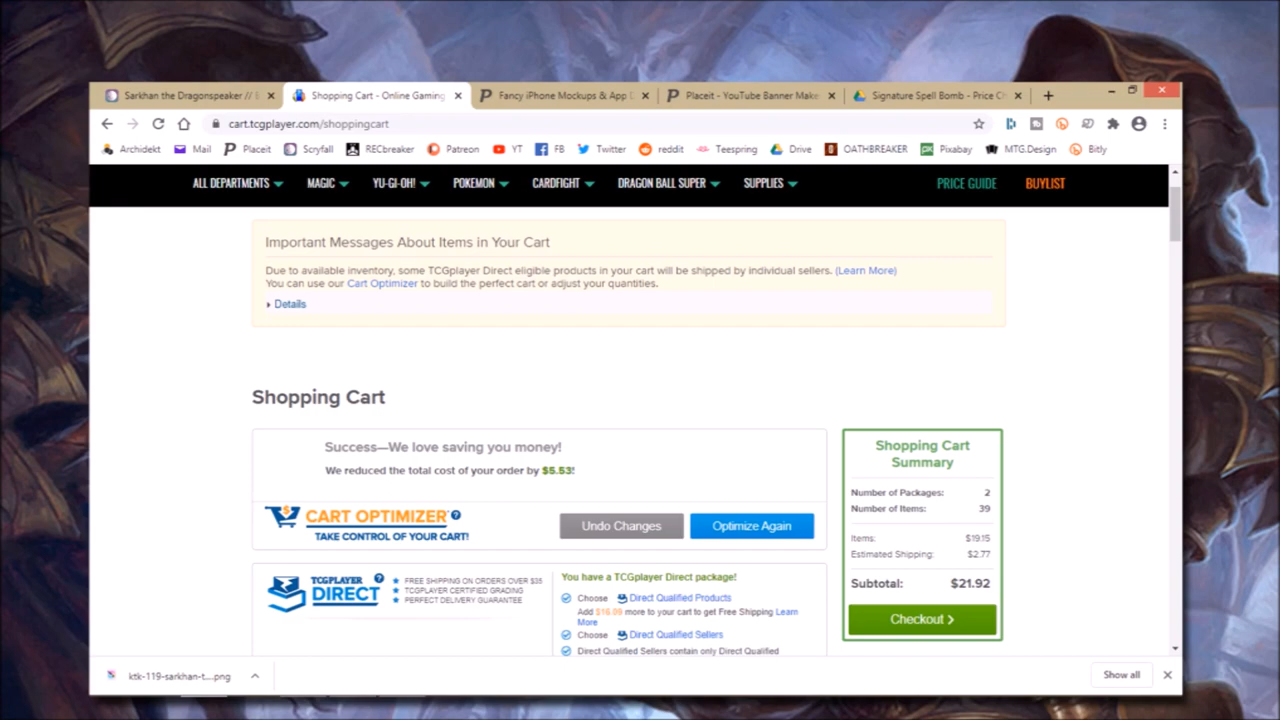 Sarkhan the Dragonspeaker // E
Shopping Cart - Online Gaming
Fancy iPhone Mockups & App D
Placeit - YouTube Banner Make
Signature Spell Bomb - Price Ch
cart.tcgplayer.com/shoppingcart
Archidekt Mail Placeit Scryfall RECbreaker Patreon YT FB Twitter reddit Teespring Drive OATHBREAKER Pixabay MTG.Design Bitly
ALL DEPARTMENTS MAGIC YU-GI-OH! POKEMON CARDFIGHT DRAGON BALL SUPER SUPPLIES PRICE GUIDE BUYLIST
Important Messages About Items in Your Cart
Due to available inventory, some TCGplayer Direct eligible products in your cart will be shipped by individual sellers. (Learn More)
You can use our Cart Optimizer to build the perfect cart or adjust your quantities.
Details
Shopping Cart
Success—We love saving you money!
We reduced the total cost of your order by $5.53!
CART OPTIMIZER ?
TAKE CONTROL OF YOUR CART!
Undo Changes
Optimize Again
TCGPLAYER ?
DIRECT
FREE SHIPPING ON ORDERS OVER $35
TCGPLAYER CERTIFIED GRADING
PERFECT DELIVERY GUARANTEE
You have a TCGplayer Direct package!
Choose Direct Qualified Products
Add $16.09 more to your cart to get Free Shipping Learn
More
Choose Direct Qualified Sellers
Direct Qualified Sellers contain only Direct Qualified
Shopping Cart
Summary
Number of Packages: 2
Number of Items: 39
Items: $19.15
Estimated Shipping: $2.77
Subtotal: $21.92
Checkout
ktk-119-sarkhan-t....png
Show all